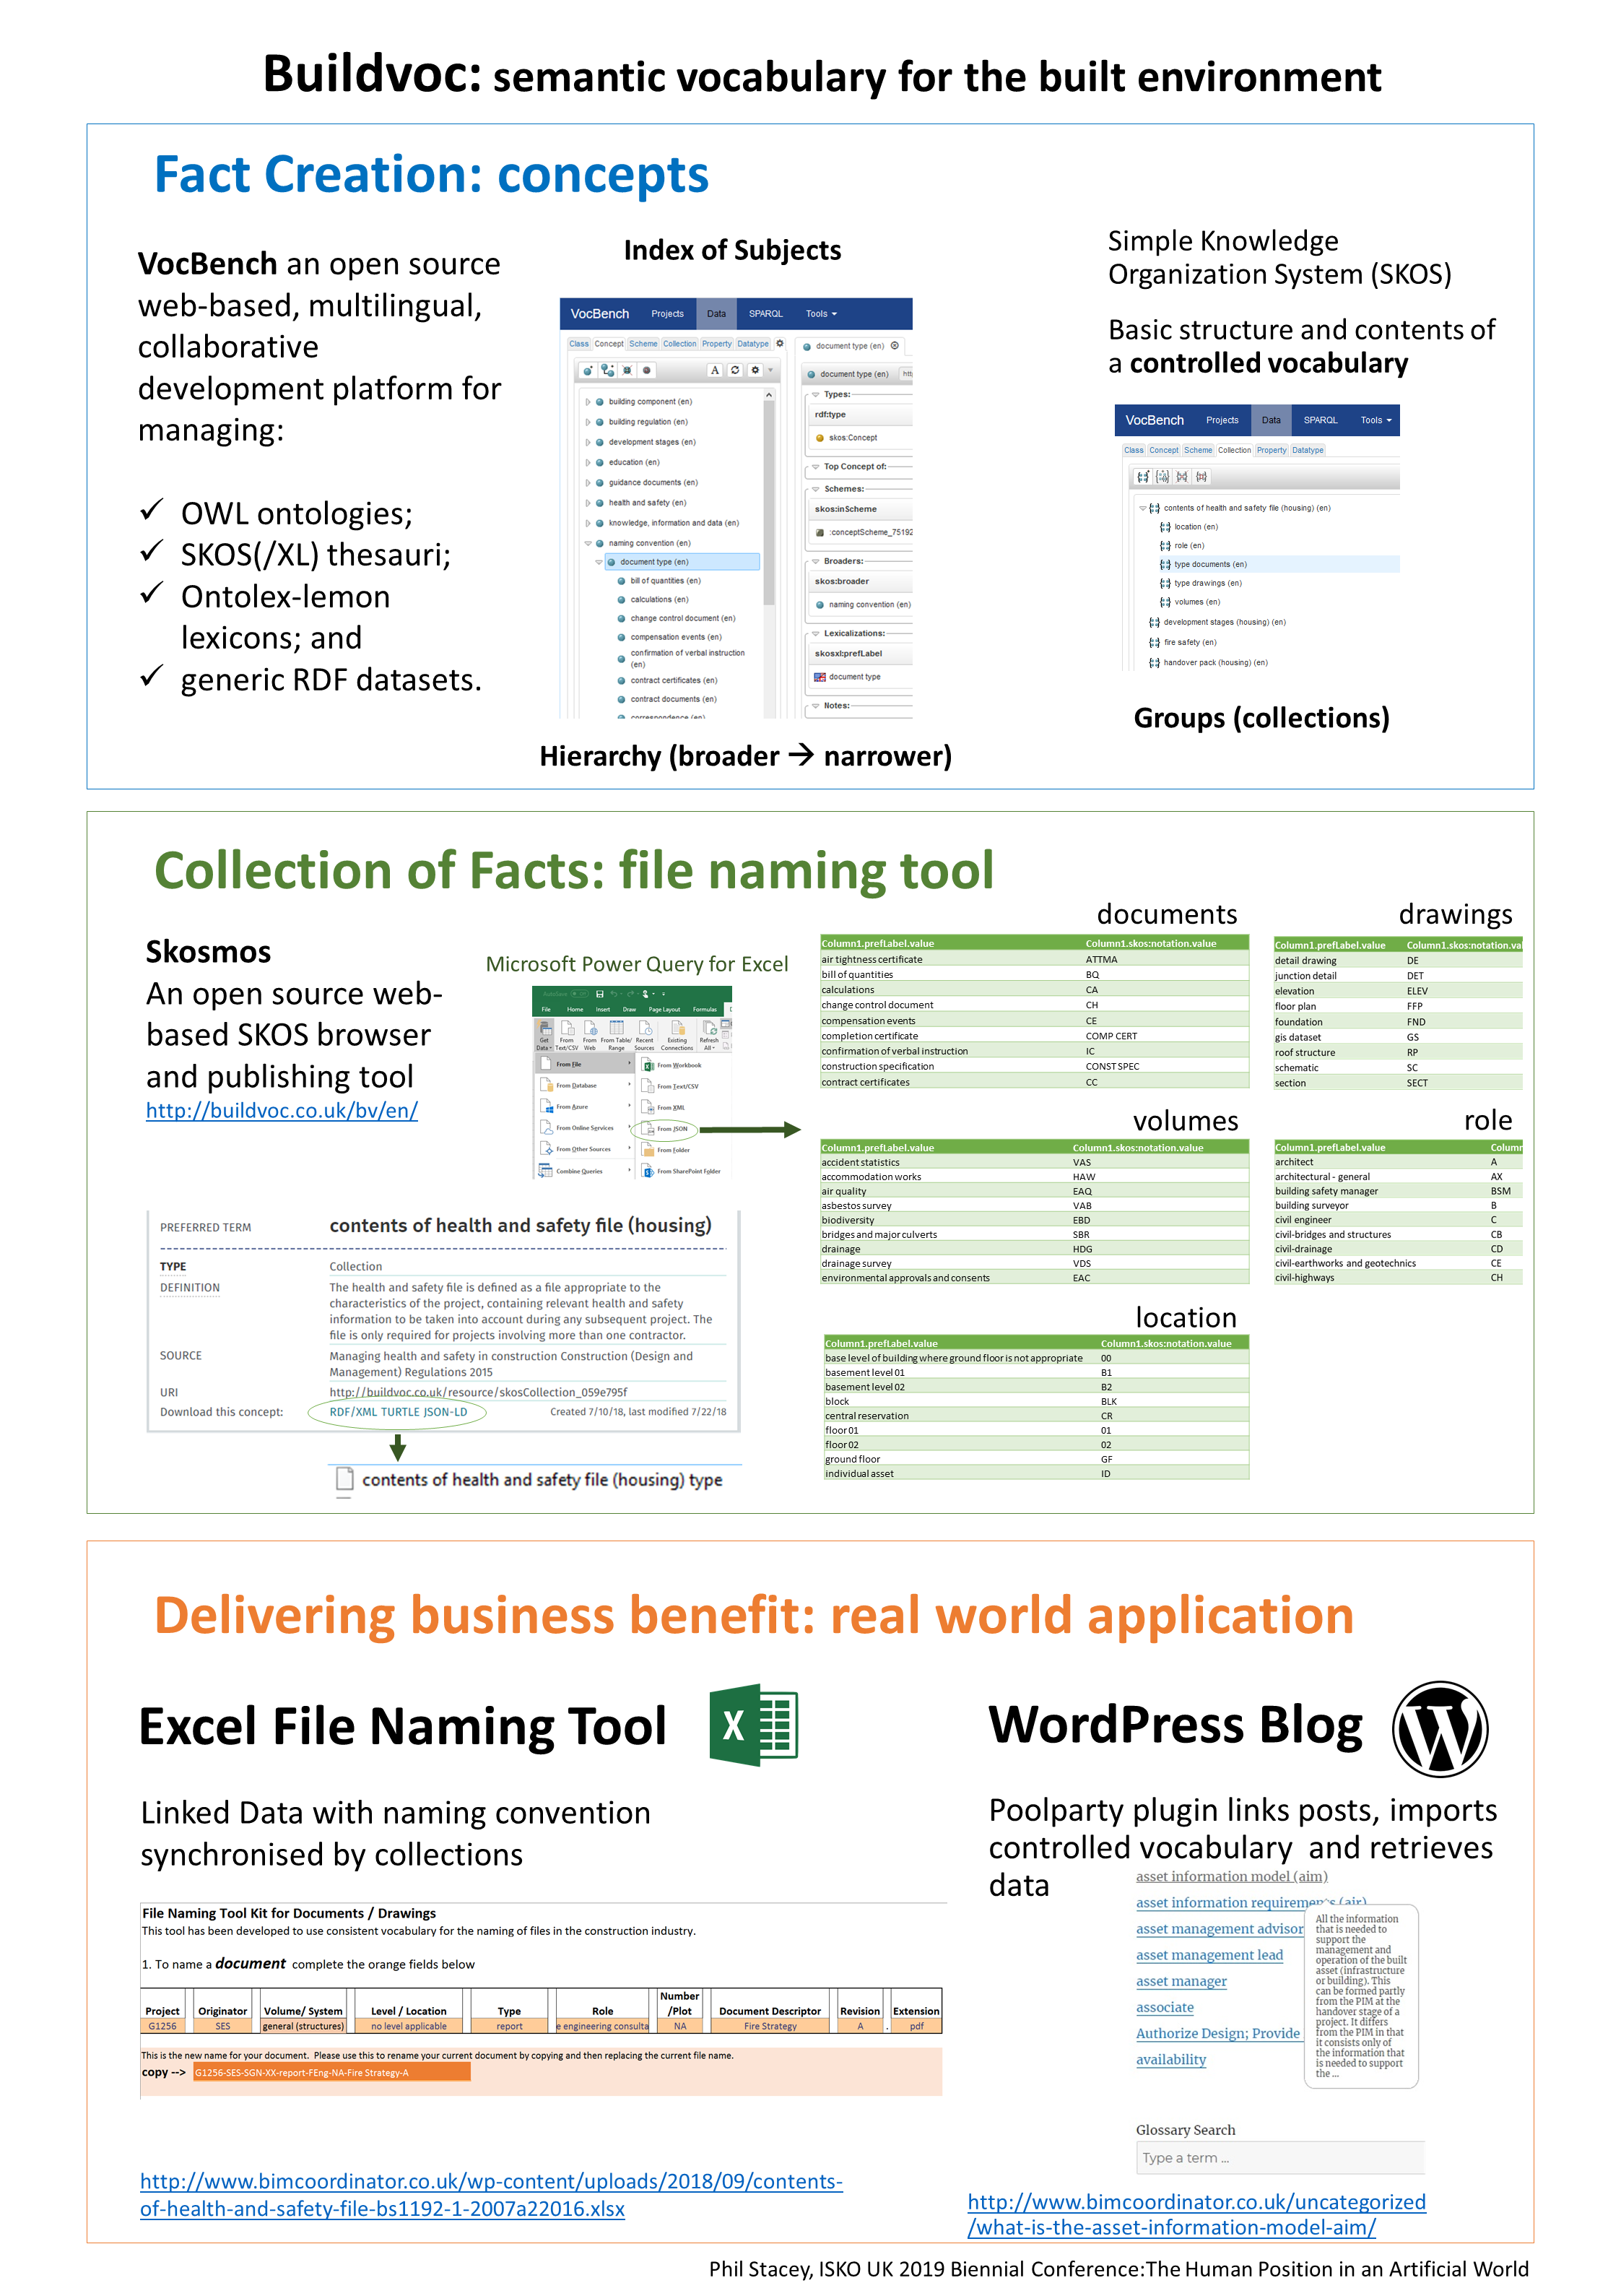 Buildvoc: semantic vocabulary for the built environment
Fact Creation: concepts
VocBench an open source
web-based, multilingual,
collaborative
development platform for
managing:
✓ OWL ontologies;
✓ SKOS(/XL) thesauri;
✓ Ontolex-lemon
lexicons; and
✓ generic RDF datasets.
Index of Subjects
VocBench Projects Data SPARQL Tools
Class Concept Scheme Collection Property Datatype
building component (en)
building regulation (en)
development stages (en)
education (en)
guidance documents (en)
health and safety (en)
knowledge, information and data (en)
naming convention (en)
document type (en)
bill of quantities (en)
calculations (en)
change control document (en)
compensation events (en)
confirmation of verbal instruction
(en)
contract certificates (en)
contract documents (en)
correspondence (en)
document type (en)
document type (en) htt
Types:
rdf:type
skos:Concept
Top Concept of:
Schemes:
skos:inScheme
:conceptScheme_75192
Broaders:
skos:broader
naming convention (en)
Lexicalizations:
skosxl:prefLabel
document type
Notes:
Hierarchy (broader → narrower)
Simple Knowledge
Organization System (SKOS)
Basic structure and contents of
a controlled vocabulary
VocBench Projects Data SPARQL Tools
Class Concept Scheme Collection Property Datatype
contents of health and safety file (housing) (en)
location (en)
role (en)
type documents (en)
type drawings (en)
volumes (en)
development stages (housing) (en)
fire safety (en)
handover pack (housing) (en)
Groups (collections)
Collection of Facts: file naming tool
Skosmos
An open source web-
based SKOS browser
and publishing tool
http://buildvoc.co.uk/bv/en/
Microsoft Power Query for Excel
File Home Insert Draw Page Layout Formulas D
Get Data From Text/CSV From Web From Table/ Range Recent Sources Existing Connections Refresh All
From File
From Database
From Azure
From Online Services
From Other Sources
Combine Queries
From Workbook
From Text/CSV
From XML
From JSON
From Folder
From SharePoint Folder
documents
Column1.prefLabel.value Column1.skos:notation.value
air tightness certificate ATTMA
bill of quantities BQ
calculations CA
change control document CH
compensation events CE
completion certificate COMP CERT
confirmation of verbal instruction IC
construction specification CONST SPEC
contract certificates CC
drawings
Column1.prefLabel.value Column1.skos:notation.val
detail drawing DE
junction detail DET
elevation ELEV
floor plan FFP
foundation FND
gis dataset GS
roof structure RP
schematic SC
section SECT
volumes
Column1.prefLabel.value Column1.skos:notation.value
accident statistics VAS
accommodation works HAW
air quality EAQ
asbestos survey VAB
biodiversity EBD
bridges and major culverts SBR
drainage HDG
drainage survey VDS
environmental approvals and consents EAC
role
Column1.prefLabel.value Column
architect A
architectural - general AX
building safety manager BSM
building surveyor B
civil engineer C
civil-bridges and structures CB
civil-drainage CD
civil-earthworks and geotechnics CE
civil-highways CH
location
Column1.prefLabel.value Column1.skos:notation.value
base level of building where ground floor is not appropriate 00
basement level 01 B1
basement level 02 B2
block BLK
central reservation CR
floor 01 01
floor 02 02
ground floor GF
individual asset ID
PREFERRED TERM contents of health and safety file (housing)
TYPE Collection
DEFINITION The health and safety file is defined as a file appropriate to the
characteristics of the project, containing relevant health and safety
information to be taken into account during any subsequent project. The
file is only required for projects involving more than one contractor.
SOURCE Managing health and safety in construction Construction (Design and
Management) Regulations 2015
URI http://buildvoc.co.uk/resource/skosCollection_059e795f
Download this concept: RDF/XML TURTLE JSON-LD Created 7/10/18, last modified 7/22/18
contents of health and safety file (housing) type
Delivering business benefit: real world application
Excel File Naming Tool
X
Linked Data with naming convention
synchronised by collections
File Naming Tool Kit for Documents / Drawings
This tool has been developed to use consistent vocabulary for the naming of files in the construction industry.
1. To name a document complete the orange fields below
Project Originator Volume/ System Level / Location Type Role Number /Plot Document Descriptor Revision Extension
G1256 SES general (structures) no level applicable report e engineering consulta NA Fire Strategy A . pdf
This is the new name for your document. Please use this to rename your current document by copying and then replacing the current file name.
copy --> G1256-SES-SGN-XX-report-FEng-NA-Fire Strategy-A
http://www.bimcoordinator.co.uk/wp-content/uploads/2018/09/contents-
of-health-and-safety-file-bs1192-1-2007a22016.xlsx
WordPress Blog
W
Poolparty plugin links posts, imports
controlled vocabulary and retrieves
data
asset information model (aim)
asset information requirements (air)
asset management advisor
asset management lead
asset manager
associate
Authorize Design; Provide
availability
All the information
that is needed to
support the
management and
operation of the built
asset (infrastructure
or building). This
can be formed partly
from the PIM at the
handover stage of a
project. It differs
from the PIM in that
it consists only of
the information that
is needed to support
the ...
Glossary Search
Type a term ...
http://www.bimcoordinator.co.uk/uncategorized
/what-is-the-asset-information-model-aim/
Phil Stacey, ISKO UK 2019 Biennial Conference:The Human Position in an Artificial World